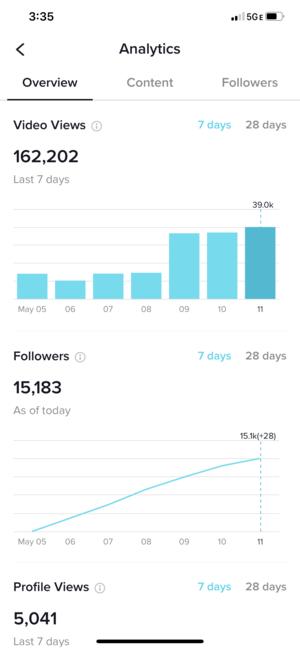 3:35
5GE
Analytics
Overview Content Followers
Video Views 7 days 28 days
162,202
Last 7 days
39.0k
May 05 06 07 08 09 10 11
Followers 7 days 28 days
15,183
As of today
15.1k(+28)
May 05 06 07 08 09 10 11
Profile Views 7 days 28 days
5,041
Last 7 days